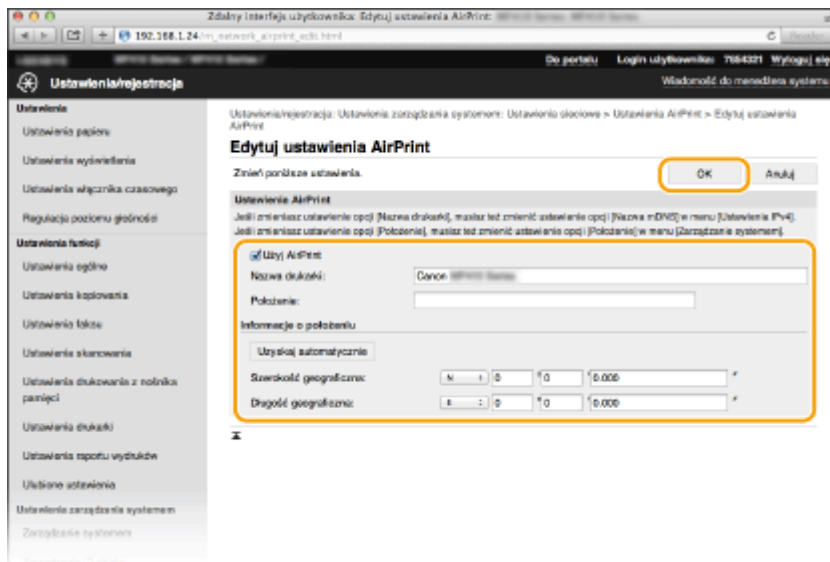 Zdalny interfejs użytkownika: Edytuj ustawienia AirPrint:
192.168.1.24/m_network_airprint_edit.html
Reader
Do portalu Login użytkownika: 7654321 Wyloguj się
Ustawienia/rejestracja
Wiadomość do menedżera systemu
Ustawienia
Ustawienia papieru
Ustawienia wyświetlania
Ustawienia włącznika czasowego
Regulacja poziomu głośności
Ustawienia funkcji
Ustawienia ogólne
Ustawienia kopiowania
Ustawienia faksu
Ustawienia skanowania
Ustawienia drukowania z nośnika
pamięci
Ustawienia drukarki
Ustawienia raportu wydruków
Ulubione ustawienia
Ustawienia zarządzania systemem
Zarządzanie systemem
Ustawienia/rejestracja: Ustawienia zarządzania systemem: Ustawienia sieciowe > Ustawienia AirPrint > Edytuj ustawienia
AirPrint
Edytuj ustawienia AirPrint
Zmień poniższe ustawienia.
OK
Anuluj
Ustawienia AirPrint
Jeśli zmieniasz ustawienie opcji [Nazwa drukarki], musisz też zmienić ustawienie opcji [Nazwa mDNS] w menu [Ustawienia IPv4].
Jeśli zmieniasz ustawienie opcji [Położenie], musisz też zmienić ustawienie opcji [Położenie] w menu [Zarządzanie systemem].
Użyj AirPrint
Nazwa drukarki: Canon
Położenie:
Informacje o położeniu
Uzyskaj automatycznie
Szerokość geograficzna: N 0 ° 0 ' 0.000 "
Długość geograficzna: E 0 ° 0 ' 0.000 "